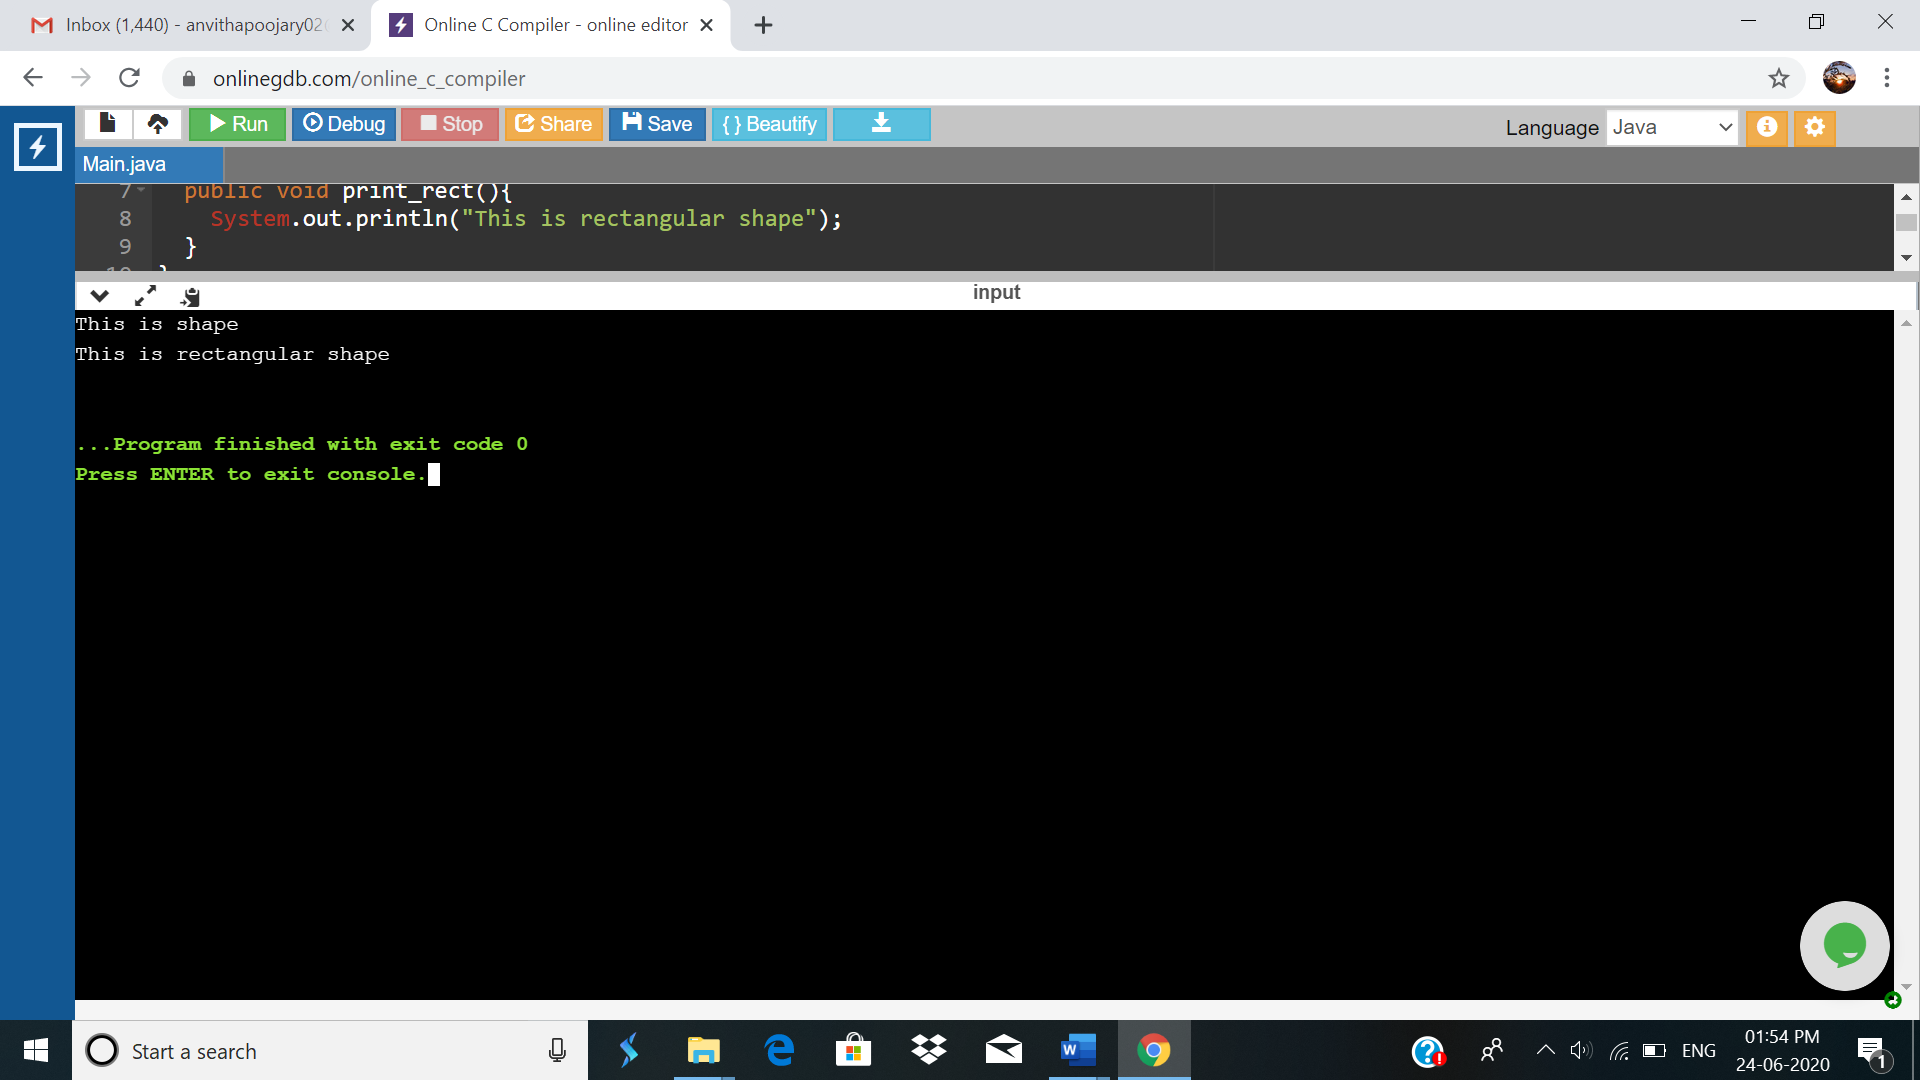 Inbox (1,440) - anvithapoojary02
Online C Compiler - online editor
onlinegdb.com/online_c_compiler
Run Debug Stop Share Save { } Beautify
Language Java
Main.java
7 public void print_rect(){
8 System.out.println("This is rectangular shape");
9 }
input
This is shape
This is rectangular shape
...Program finished with exit code 0
Press ENTER to exit console.
Start a search
W
ENG
01:54 PM
24-06-2020
1